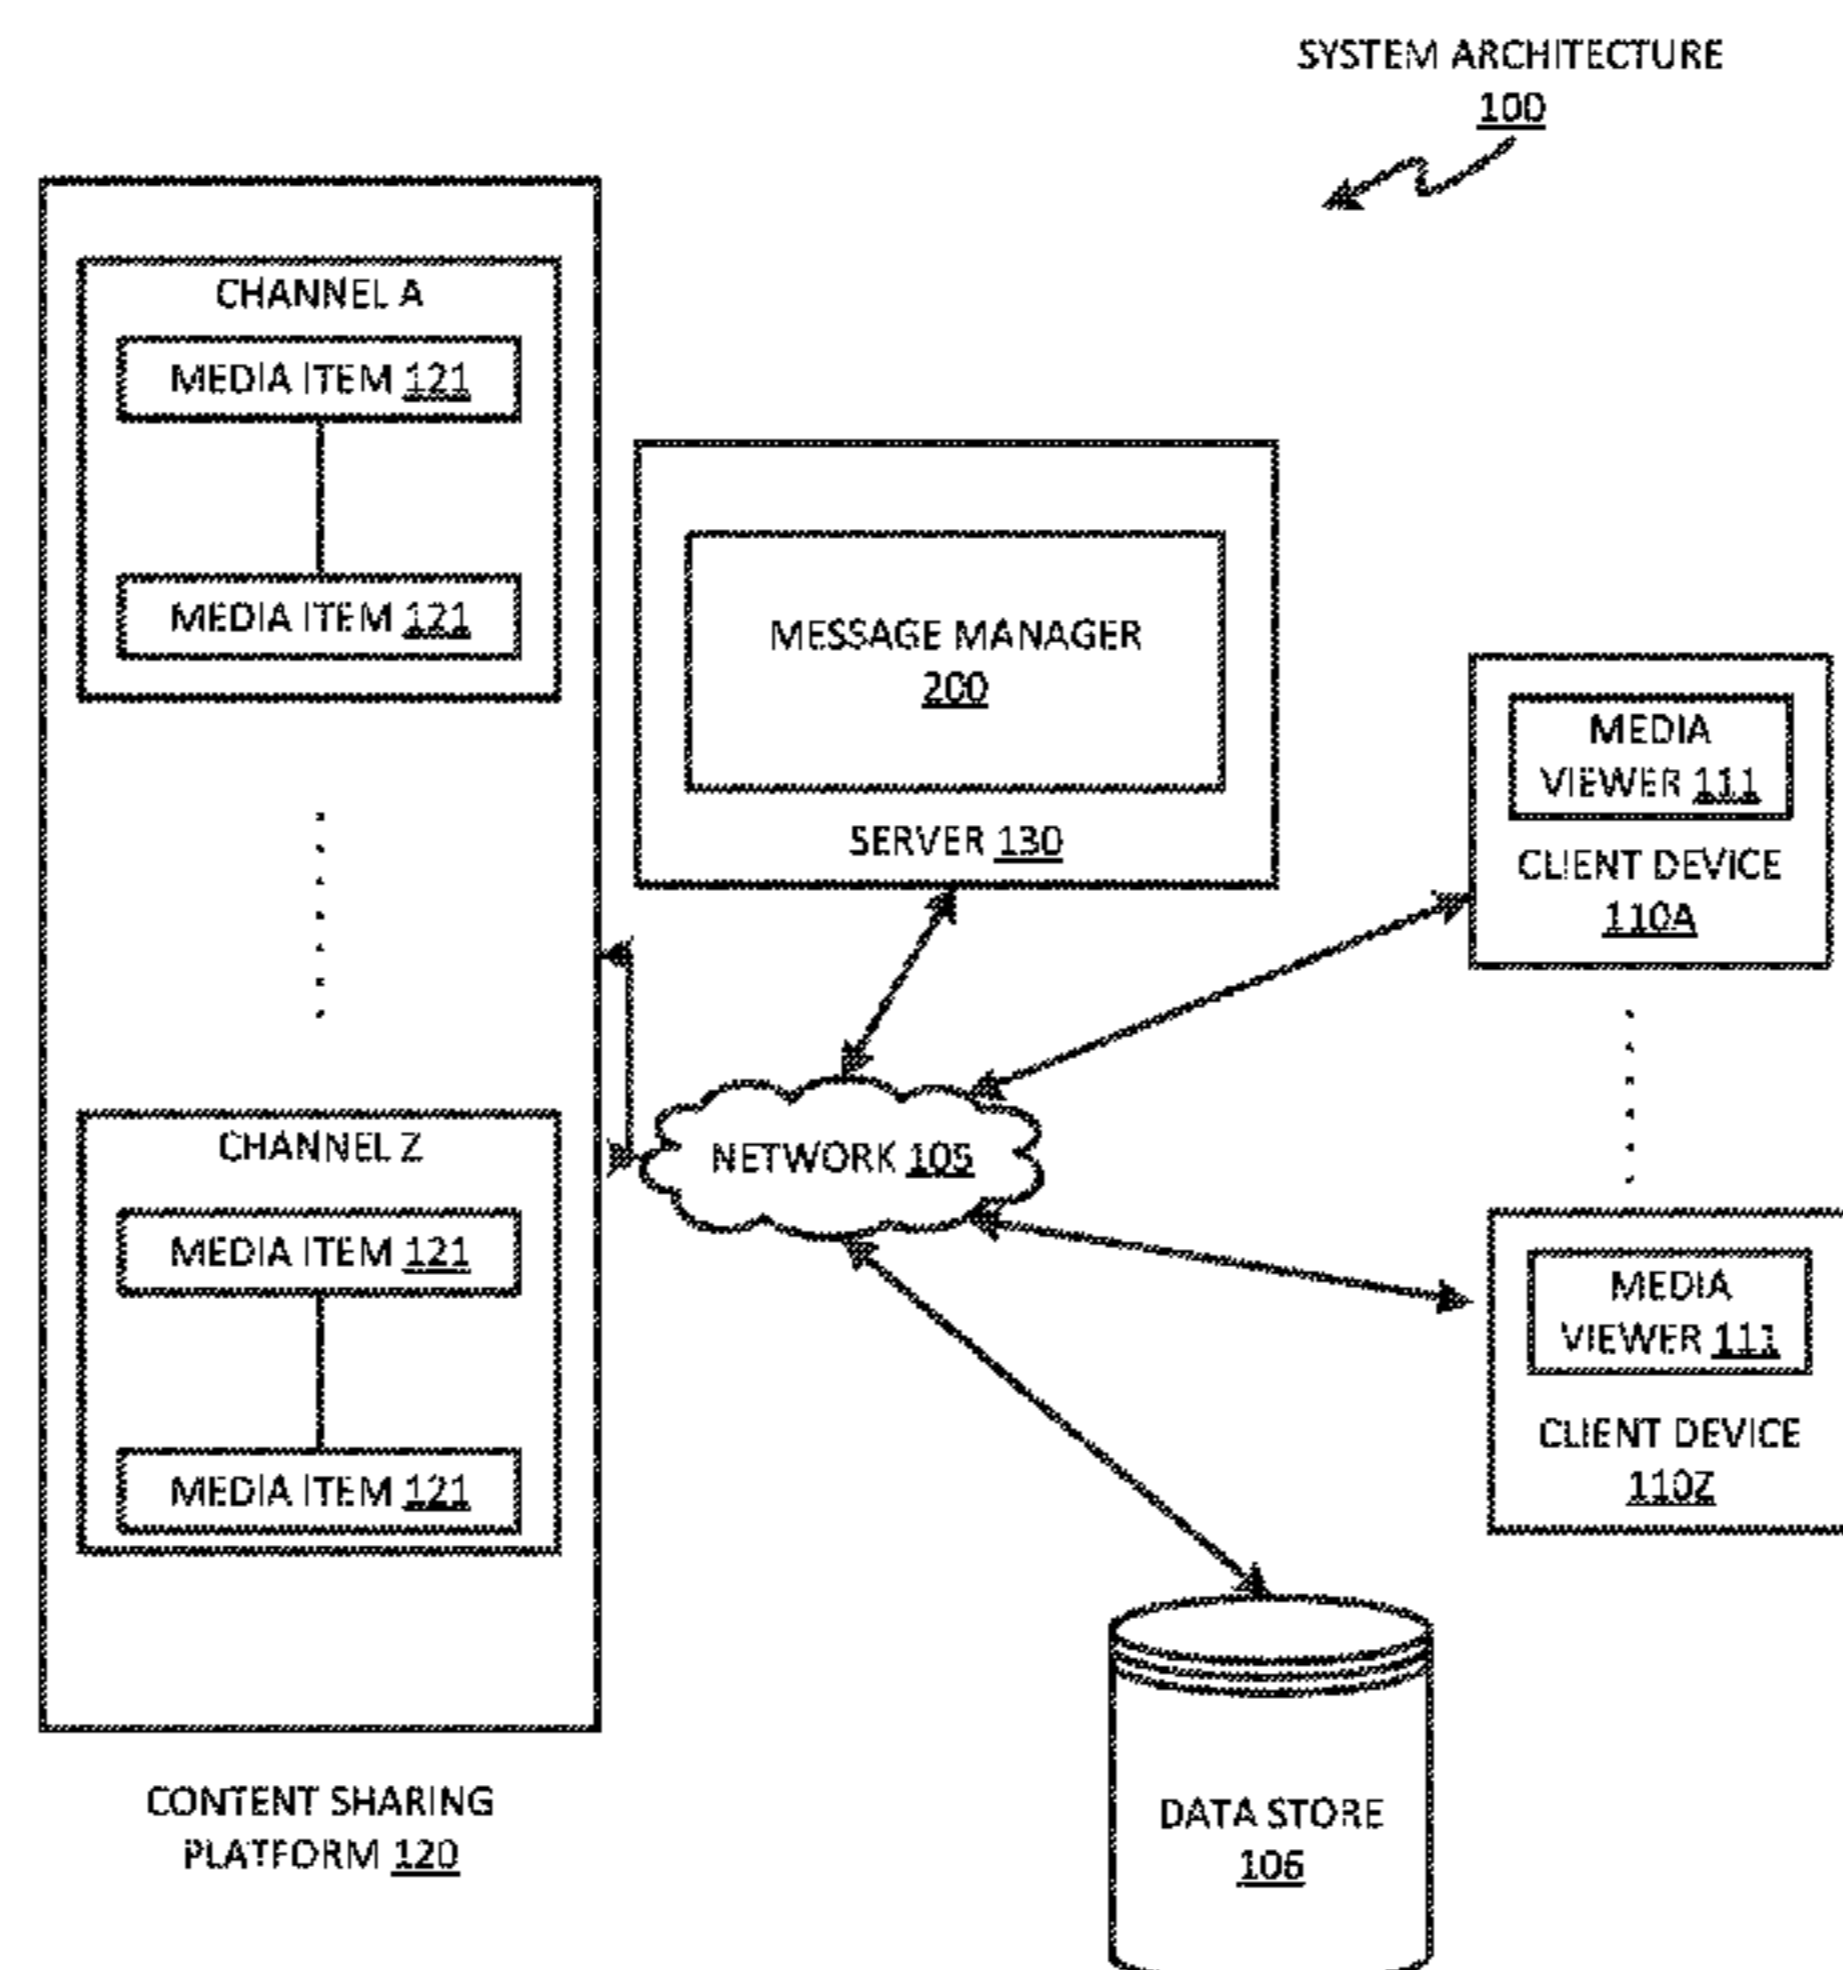 SYSTEM ARCHITECTURE
100
CHANNEL A
MEDIA ITEM 121
MEDIA ITEM 121
CHANNEL Z
MEDIA ITEM 121
MEDIA ITEM 121
CONTENT SHARING
PLATFORM 120
MESSAGE MANAGER
200
SERVER 130
NETWORK 105
MEDIA
VIEWER 111
CLIENT DEVICE
110A
MEDIA
VIEWER 111
CLIENT DEVICE
110Z
DATA STORE
106